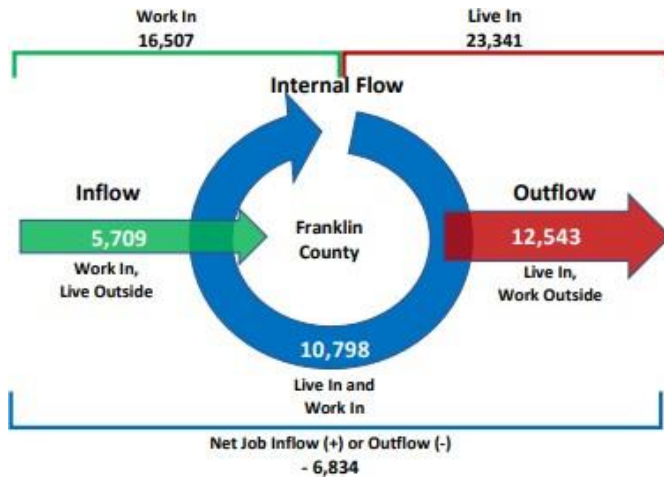 Work In
16,507
Live In
23,341
Internal Flow
Inflow
5,709
Work In,
Live Outside
Franklin
County
Outflow
12,543
Live In,
Work Outside
10,798
Live In and
Work In
Net Job Inflow (+) or Outflow (-)
- 6,834